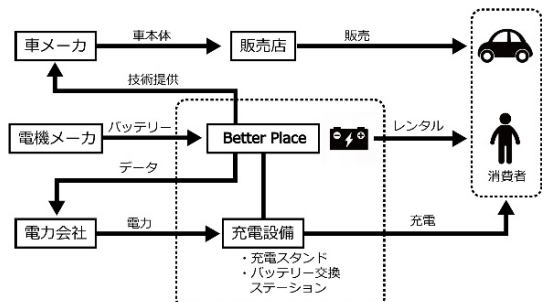 車メーカ
車本体
販売店
販売
技術提供
電機メーカ
バッテリー
Better Place
レンタル
消費者
データ
電力会社
電力
充電設備
充電
・充電スタンド
・バッテリー交換
ステーション